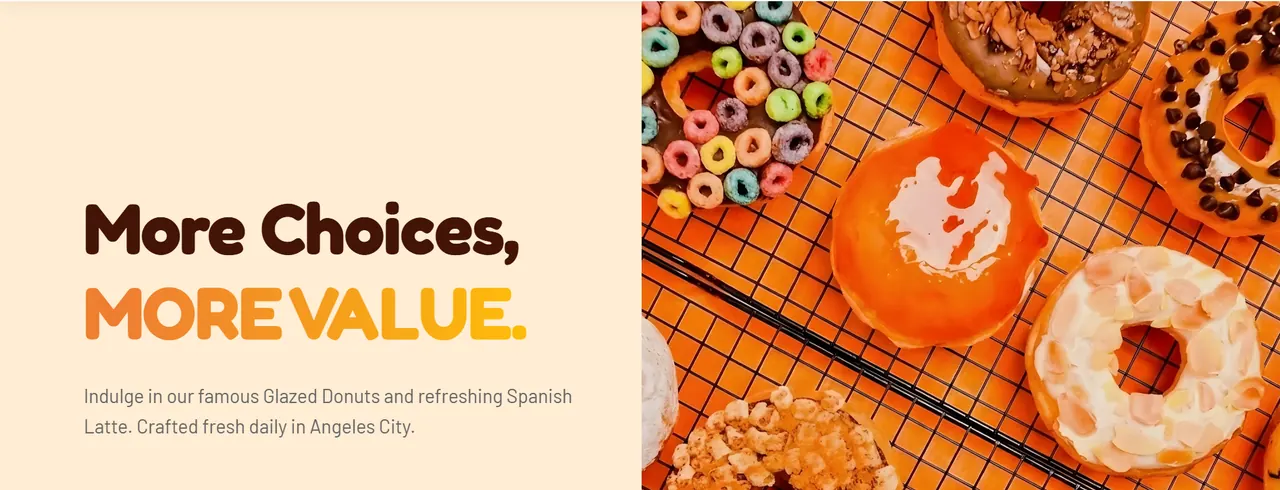 More Choices,
MORE VALUE.
Indulge in our famous Glazed Donuts and refreshing Spanish
Latte. Crafted fresh daily in Angeles City.